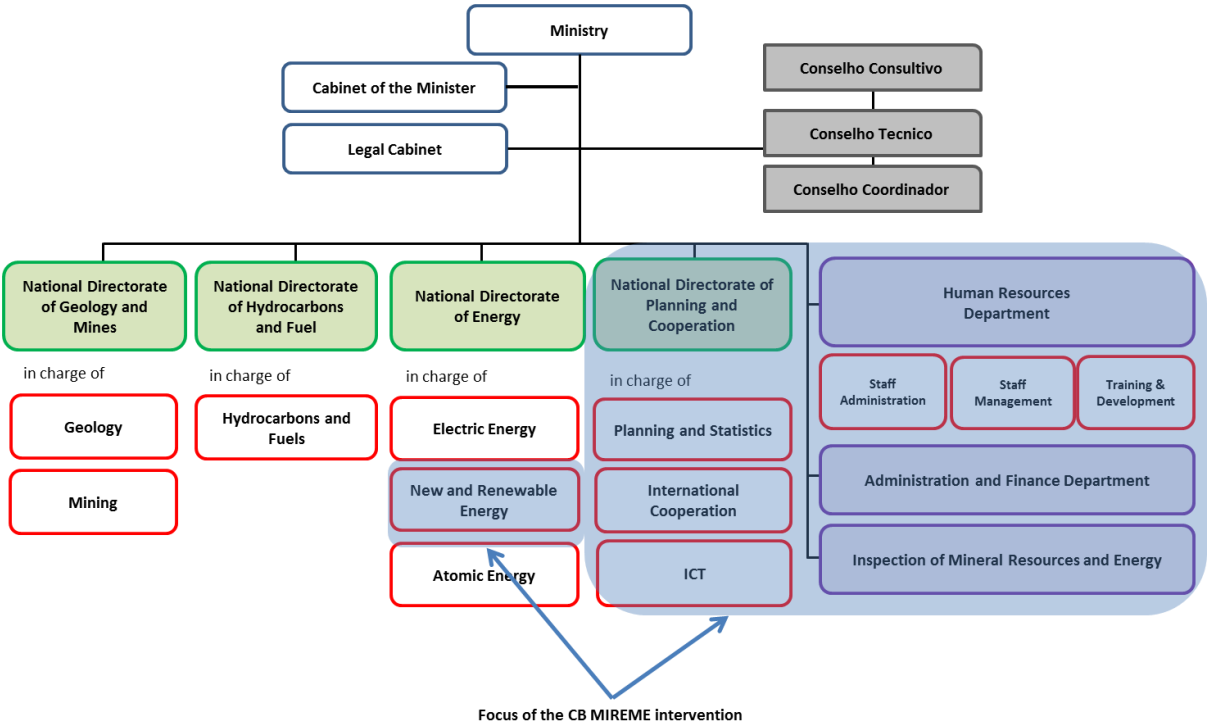 Ministry
Cabinet of the Minister
Legal Cabinet
Conselho Consultivo
Conselho Tecnico
Conselho Coordinador
National Directorate
of Geology and
Mines
in charge of
Geology
Mining
National Directorate
of Hydrocarbons
and Fuel
in charge of
Hydrocarbons and
Fuels
National Directorate
of Energy
in charge of
Electric Energy
New and Renewable
Energy
Atomic Energy
National Directorate of
Planning and
Cooperation
in charge of
Planning and Statistics
International
Cooperation
ICT
Human Resources
Department
Staff
Administration
Staff
Management
Training &
Development
Administration and Finance Department
Inspection of Mineral Resources and Energy
Focus of the CB MIREME intervention